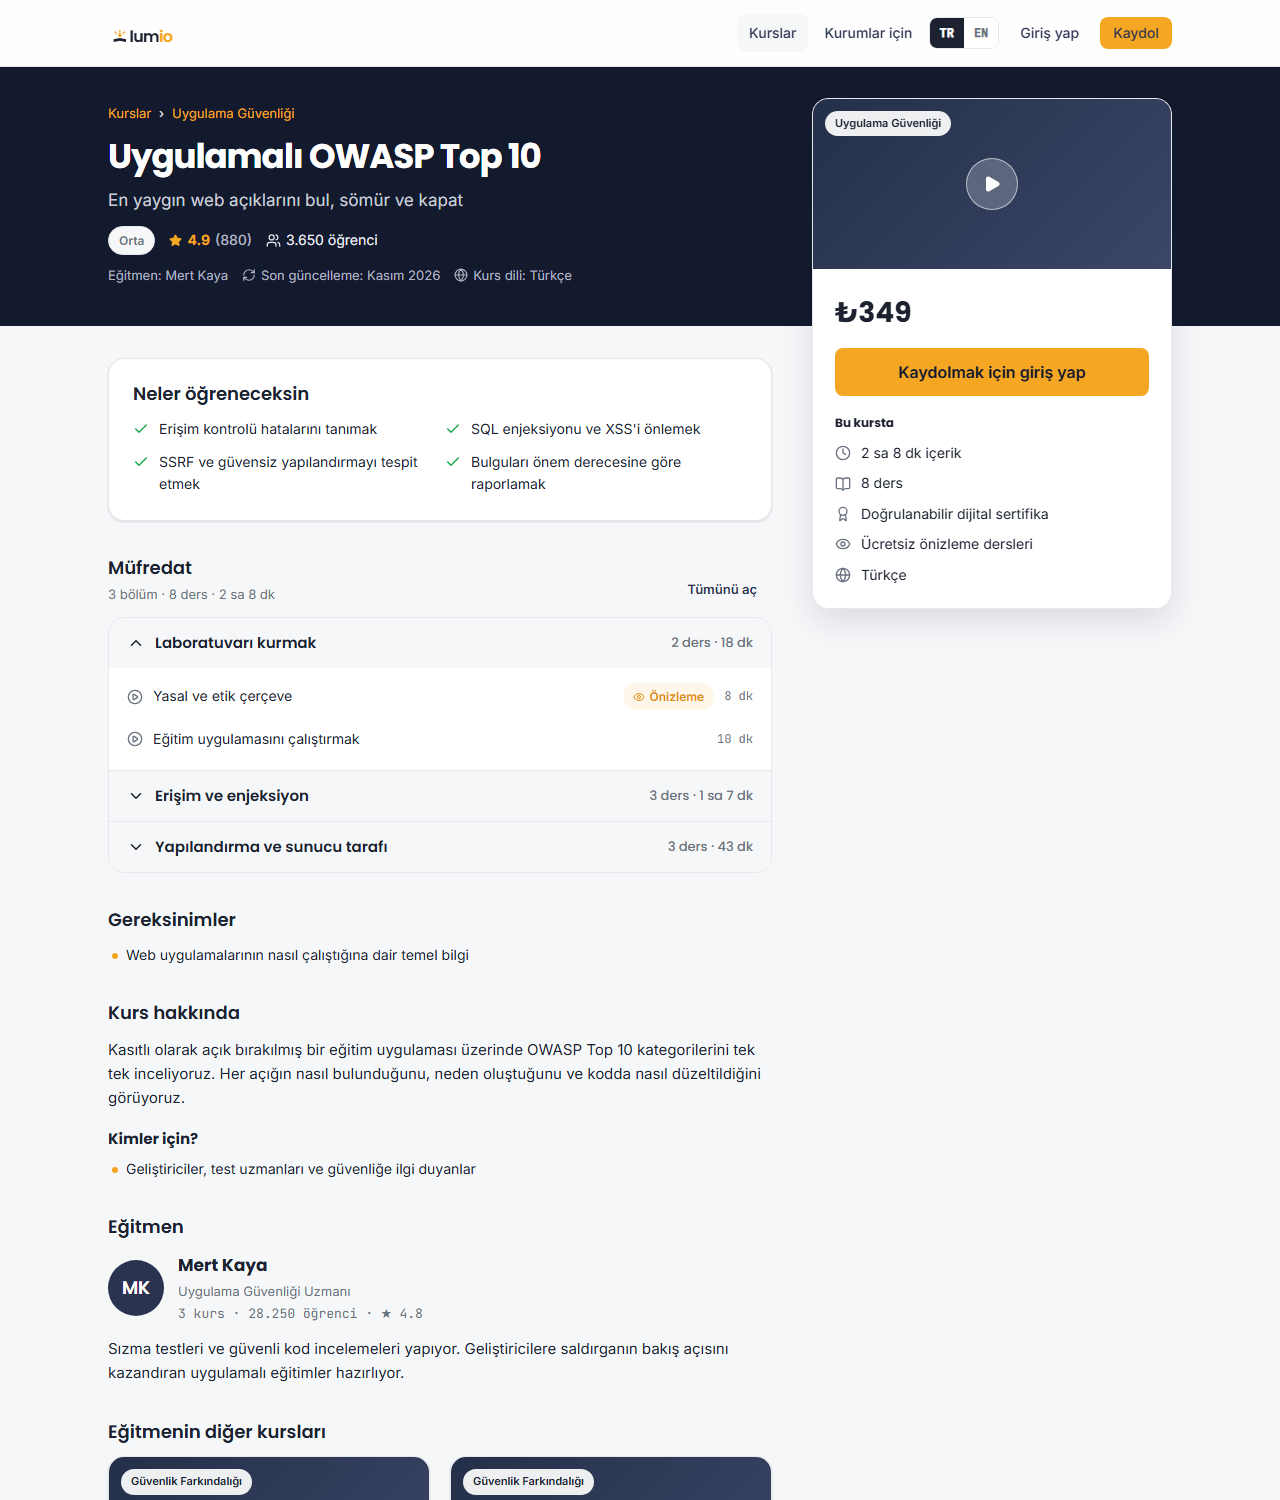 lumio
Kurslar
Kurumlar için
TR
EN
Giriş yap
Kaydol
Kurslar › Uygulama Güvenliği
Uygulamalı OWASP Top 10
En yaygın web açıklarını bul, sömür ve kapat
Orta
4.9 (880)
3.650 öğrenci
Eğitmen: Mert Kaya
Son güncelleme: Kasım 2026
Kurs dili: Türkçe
Uygulama Güvenliği
₺349
Kaydolmak için giriş yap
Bu kursta
2 sa 8 dk içerik
8 ders
Doğrulanabilir dijital sertifika
Ücretsiz önizleme dersleri
Türkçe
Neler öğreneceksin
Erişim kontrolü hatalarını tanımak
SQL enjeksiyonu ve XSS'i önlemek
SSRF ve güvensiz yapılandırmayı tespit
etmek
Bulguları önem derecesine göre
raporlamak
Müfredat
3 bölüm · 8 ders · 2 sa 8 dk
Tümünü aç
Laboratuvarı kurmak
2 ders · 18 dk
Yasal ve etik çerçeve
Önizleme
8 dk
Eğitim uygulamasını çalıştırmak
10 dk
Erişim ve enjeksiyon
3 ders · 1 sa 7 dk
Yapılandırma ve sunucu tarafı
3 ders · 43 dk
Gereksinimler
Web uygulamalarının nasıl çalıştığına dair temel bilgi
Kurs hakkında
Kasıtlı olarak açık bırakılmış bir eğitim uygulaması üzerinde OWASP Top 10 kategorilerini tek
tek inceliyoruz. Her açığın nasıl bulunduğunu, neden oluştuğunu ve kodda nasıl düzeltildiğini
görüyoruz.
Kimler için?
Geliştiriciler, test uzmanları ve güvenliğe ilgi duyanlar
Eğitmen
MK
Mert Kaya
Uygulama Güvenliği Uzmanı
3 kurs · 28.250 öğrenci · ★ 4.8
Sızma testleri ve güvenli kod incelemeleri yapıyor. Geliştiricilere saldırganın bakış açısını
kazandıran uygulamalı eğitimler hazırlıyor.
Eğitmenin diğer kursları
Güvenlik Farkındalığı
Güvenlik Farkındalığı